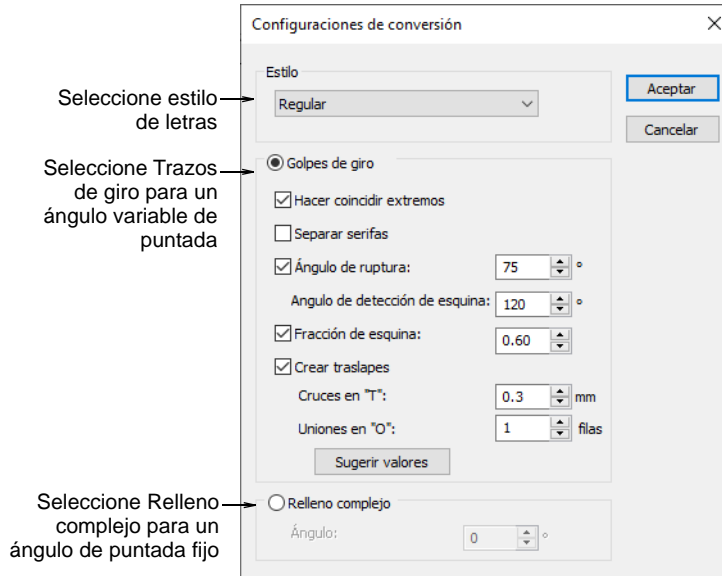 Configuraciones de conversión
Estilo
Seleccione estilo
de letras
Regular
Aceptar
Cancelar
Seleccione Trazos
de giro para un
ángulo variable de
puntada
Golpes de giro
Hacer coincidir extremos
Separar serifas
Ángulo de ruptura: 75 °
Angulo de detección de esquina: 120 °
Fracción de esquina: 0.60
Crear traslapes
Cruces en "T": 0.3 mm
Uniones en "O": 1 filas
Sugerir valores
Seleccione Relleno
complejo para un
ángulo de puntada fijo
Relleno complejo
Ángulo: 0 °